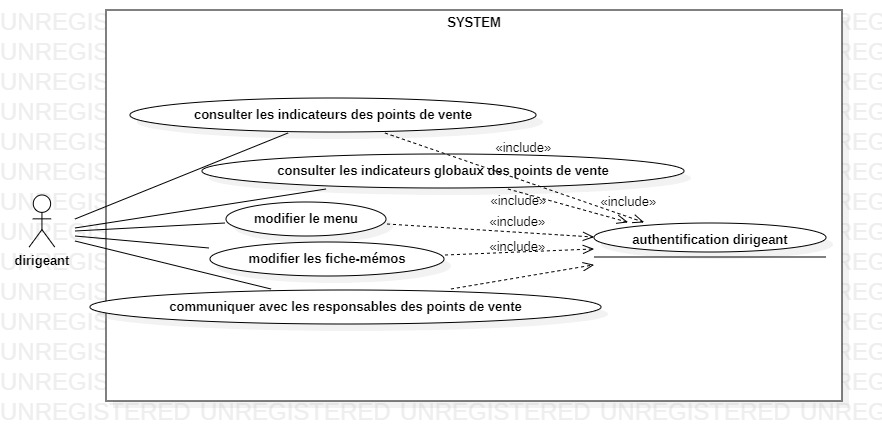 SYSTEM
consulter les indicateurs des points de vente
«include»
consulter les indicateurs globaux des points de vente
«include»
«include»
modifier le menu
«include»
authentification dirigeant
«include»
modifier les fiche-mémos
dirigeant
communiquer avec les responsables des points de vente
UNREGISTERED UNREGISTERED UNREGISTERED UNREGISTERED UNREG